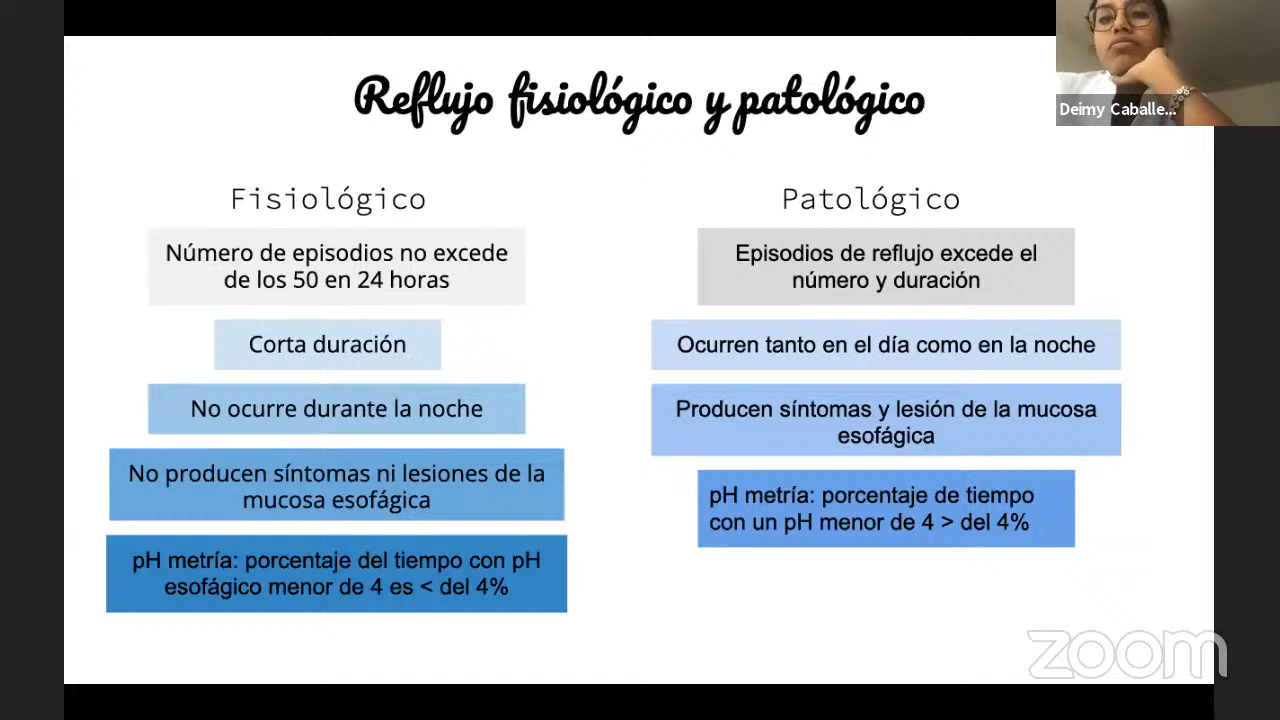 Reflujo fisiológico y patológico
Deimy Caballe...
Fisiológico
Número de episodios no excede
de los 50 en 24 horas
Corta duración
No ocurre durante la noche
No producen síntomas ni lesiones de la
mucosa esofágica
pH metría: porcentaje del tiempo con pH
esofágico menor de 4 es < del 4%
Patológico
Episodios de reflujo excede el
número y duración
Ocurren tanto en el día como en la noche
Producen síntomas y lesión de la mucosa
esofágica
pH metría: porcentaje de tiempo
con un pH menor de 4 > del 4%
zoom